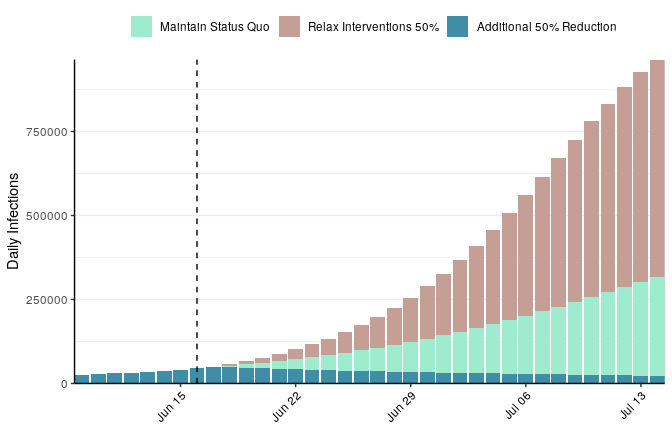 Maintain Status Quo Relax Interventions 50% Additional 50% Reduction
Daily Infections
750000
500000
250000
0
Jun 15 Jun 22 Jun 29 Jul 06 Jul 13